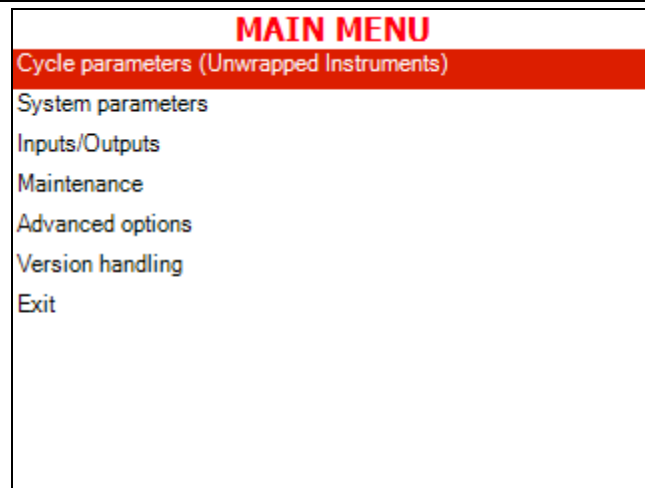 MAIN MENU
Cycle parameters (Unwrapped Instruments)
System parameters
Inputs/Outputs
Maintenance
Advanced options
Version handling
Exit